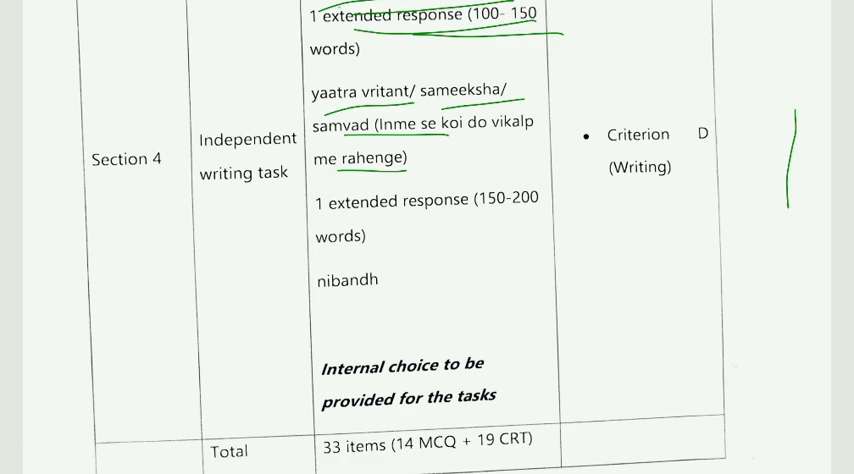 1 extended response (100- 150
words)
yaatra vritant/ sameeksha/
samvad (Inme se koi do vikalp
me rahenge)
Section 4
Independent
writing task
1 extended response (150-200
words)
nibandh
Internal choice to be
provided for the tasks
• Criterion D
(Writing)
Total
33 items (14 MCQ + 19 CRT)